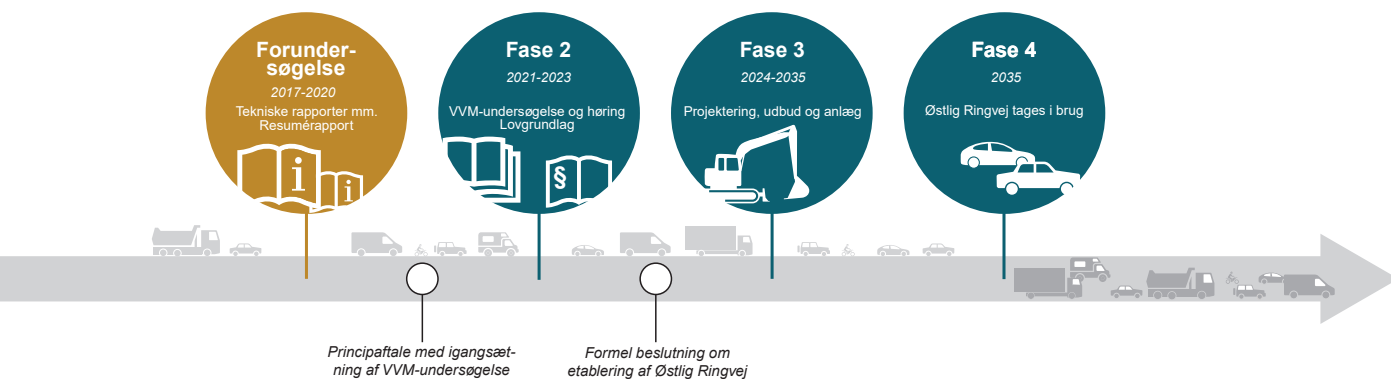 Forunder-
søgelse
2017-2020
Tekniske rapporter mm.
Resumérapport
i
i
Fase 2
2021-2023
VVM-undersøgelse og høring
Lovgrundlag
§
Fase 3
2024-2035
Projektering, udbud og anlæg
Fase 4
2035
Østlig Ringvej tages i brug
Principaftale med igangsæt-
ning af VVM-undersøgelse
Formel beslutning om
etablering af Østlig Ringvej